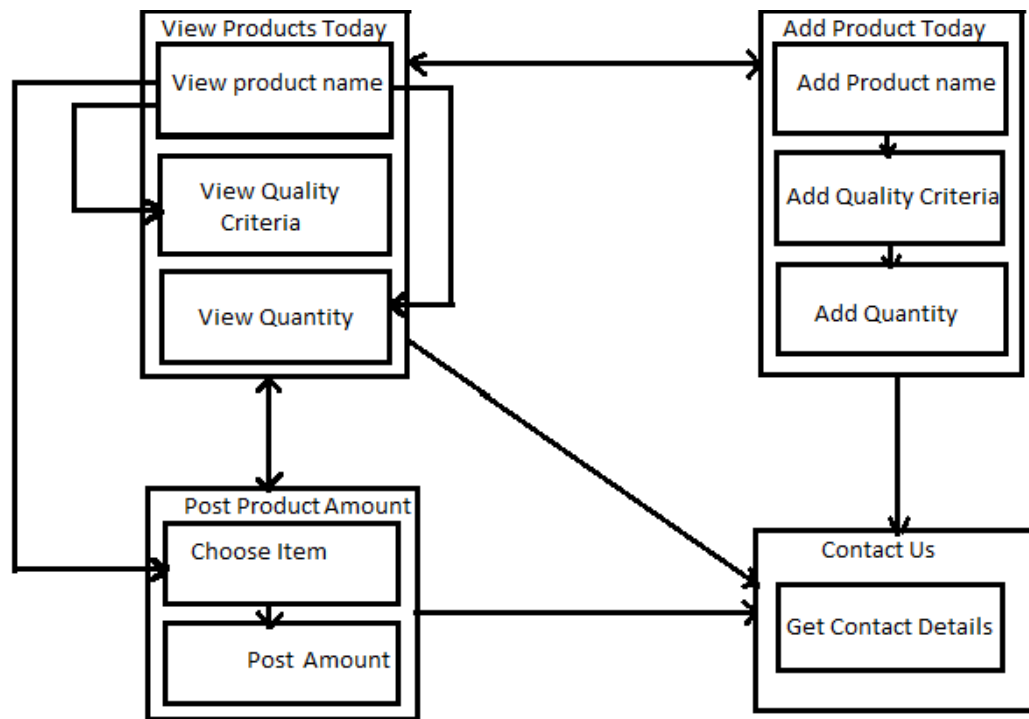 View Products Today
View product name
View Quality
Criteria
View Quantity
Add Product Today
Add Product name
Add Quality Criteria
Add Quantity
Post Product Amount
Choose Item
Post Amount
Contact Us
Get Contact Details